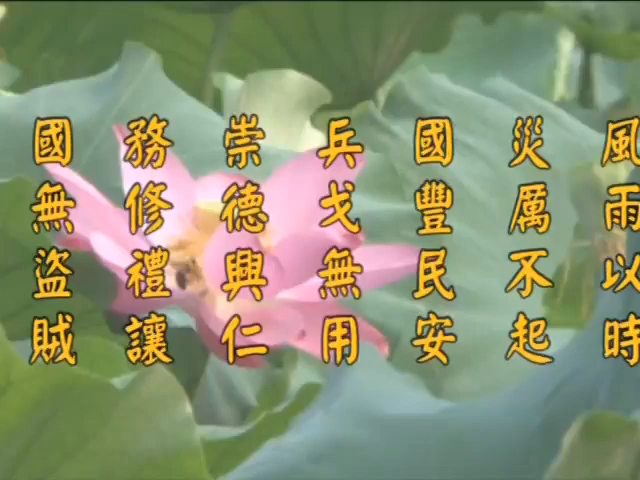 風雨以時
災厲不起
國豐民安
兵戈無用
崇德興仁
務修禮讓
國無盜賊